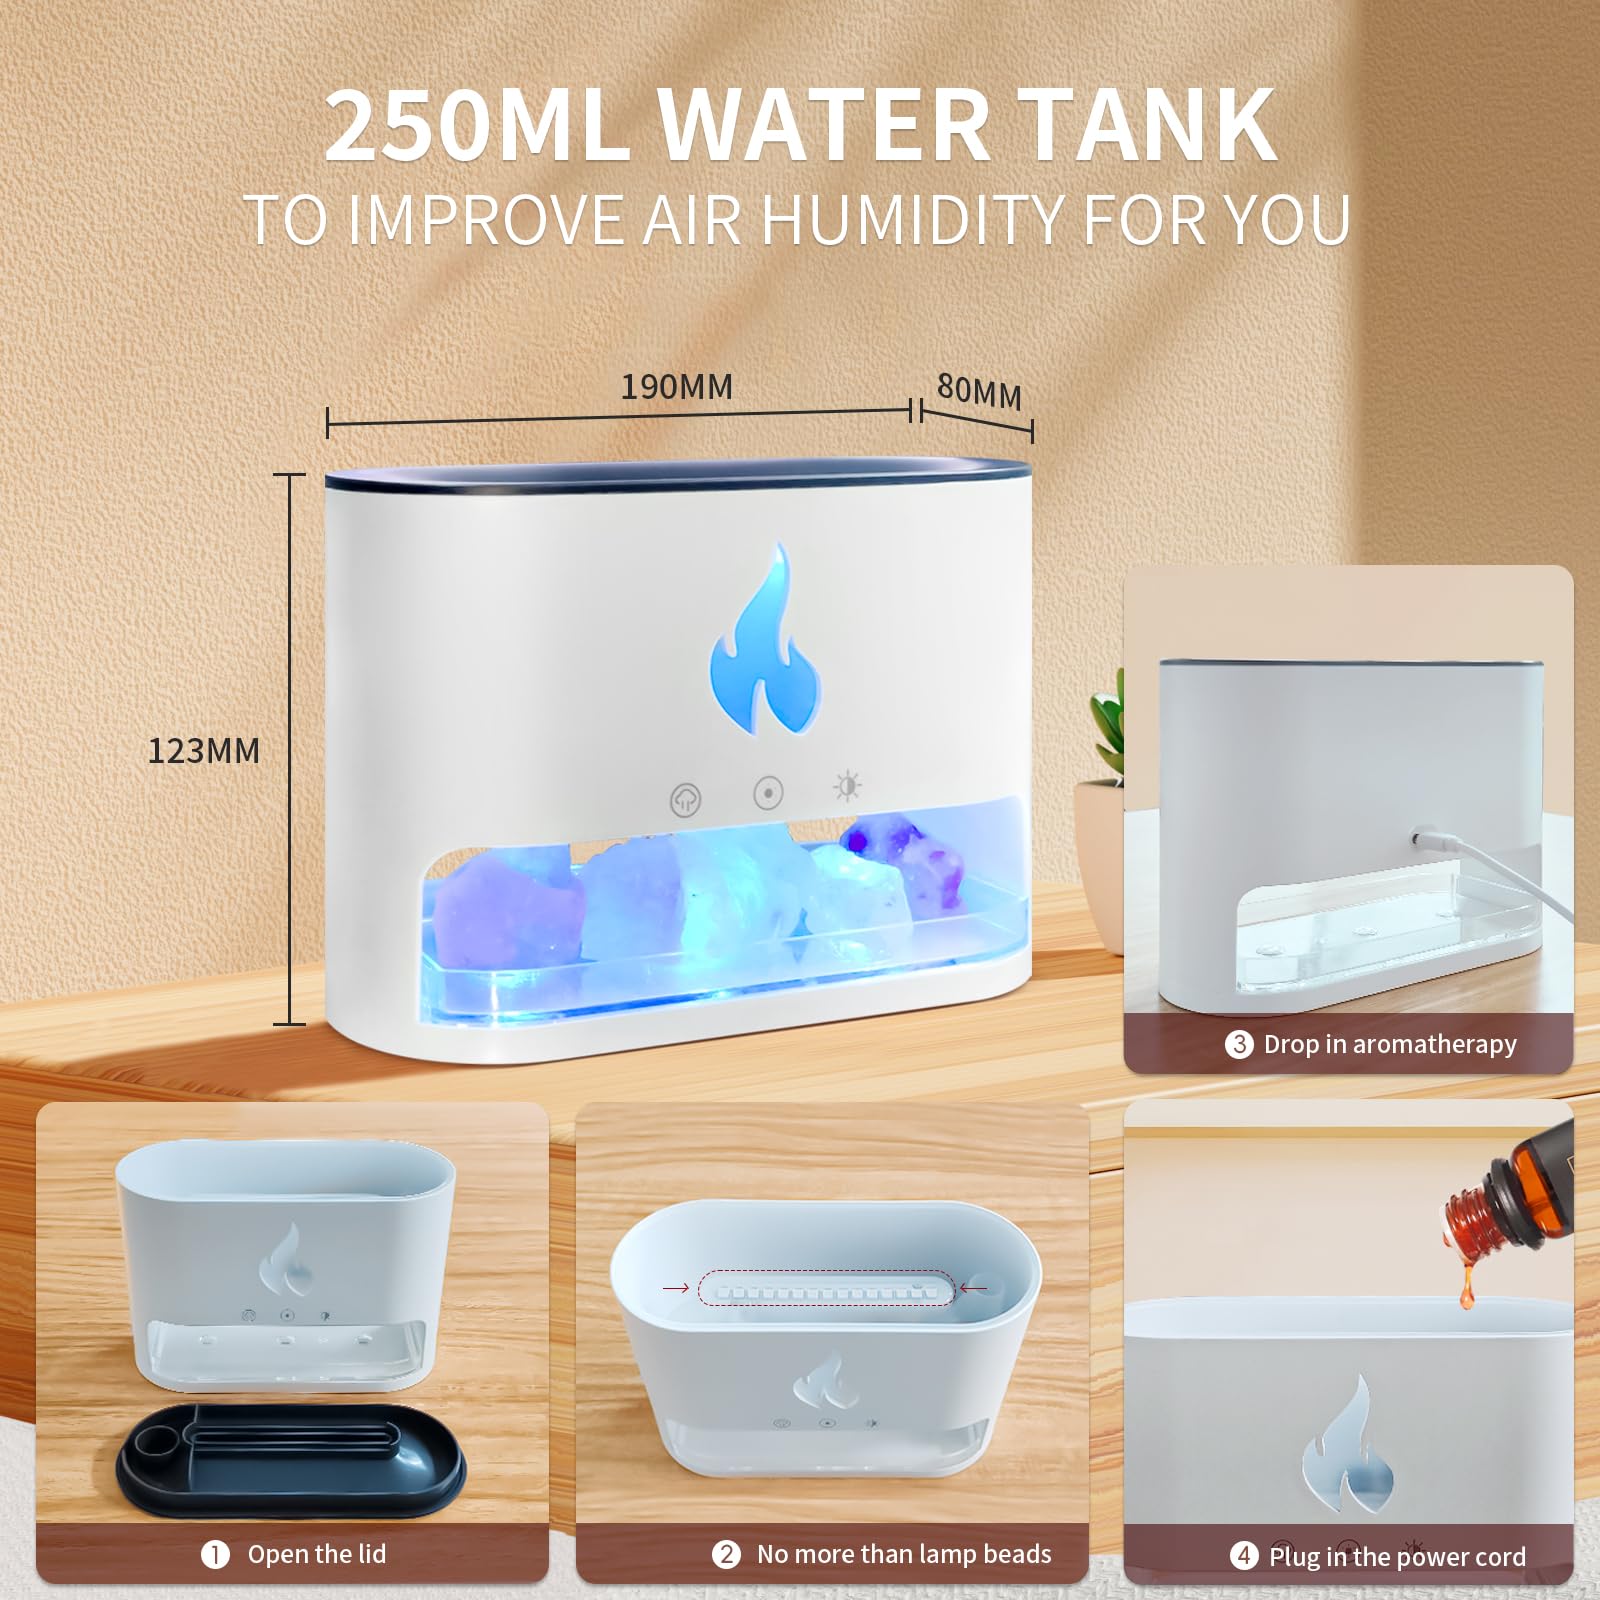 250ML WATER TANK
TO IMPROVE AIR HUMIDITY FOR YOU
190MM
80MM
123MM
3 Drop in aromatherapy
1 Open the lid
2 No more than lamp beads
4 Plug in the power cord